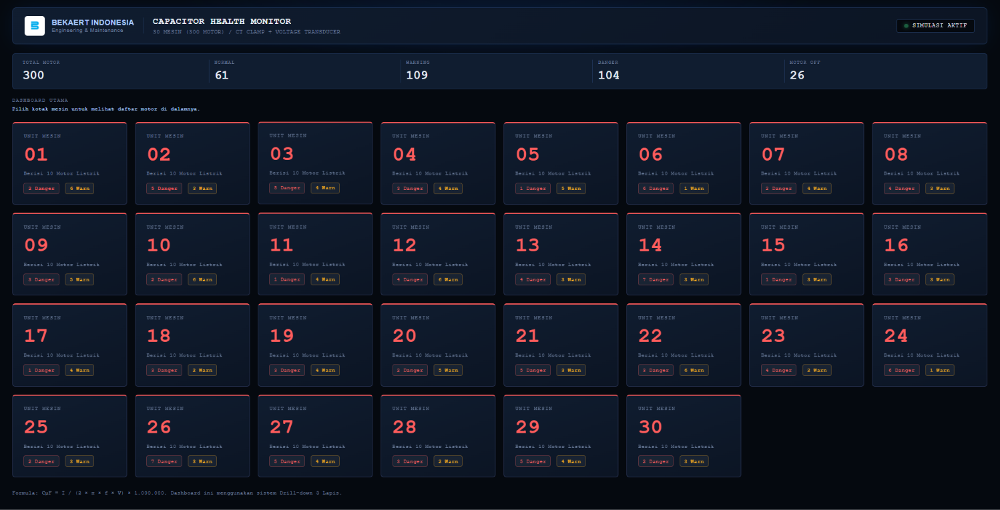 BEKAERT INDONESIA
Engineering & Maintenance
CAPACITOR HEALTH MONITOR
30 MESIN (300 MOTOR) / CT CLAMP + VOLTAGE TRANSDUCER
SIMULASI AKTIF
TOTAL MOTOR NORMAL WARNING DANGER MOTOR OFF
300 61 109 104 26
DASHBOARD UTAMA
Pilih kotak mesin untuk melihat daftar motor di dalamnya.
UNIT MESIN UNIT MESIN UNIT MESIN UNIT MESIN UNIT MESIN UNIT MESIN UNIT MESIN UNIT MESIN
01 02 03 04 05 06 07 08
Berisi 10 Motor Listrik Berisi 10 Motor Listrik Berisi 10 Motor Listrik Berisi 10 Motor Listrik Berisi 10 Motor Listrik Berisi 10 Motor Listrik Berisi 10 Motor Listrik Berisi 10 Motor Listrik
2 Danger 6 Warn 5 Danger 3 Warn 5 Danger 4 Warn 3 Danger 4 Warn 1 Danger 5 Warn 6 Danger 1 Warn 2 Danger 4 Warn 4 Danger 3 Warn
UNIT MESIN UNIT MESIN UNIT MESIN UNIT MESIN UNIT MESIN UNIT MESIN UNIT MESIN UNIT MESIN
09 10 11 12 13 14 15 16
Berisi 10 Motor Listrik Berisi 10 Motor Listrik Berisi 10 Motor Listrik Berisi 10 Motor Listrik Berisi 10 Motor Listrik Berisi 10 Motor Listrik Berisi 10 Motor Listrik Berisi 10 Motor Listrik
3 Danger 5 Warn 2 Danger 6 Warn 1 Danger 4 Warn 4 Danger 6 Warn 4 Danger 3 Warn 7 Danger 3 Warn 1 Danger 3 Warn 3 Danger 3 Warn
UNIT MESIN UNIT MESIN UNIT MESIN UNIT MESIN UNIT MESIN UNIT MESIN UNIT MESIN UNIT MESIN
17 18 19 20 21 22 23 24
Berisi 10 Motor Listrik Berisi 10 Motor Listrik Berisi 10 Motor Listrik Berisi 10 Motor Listrik Berisi 10 Motor Listrik Berisi 10 Motor Listrik Berisi 10 Motor Listrik Berisi 10 Motor Listrik
1 Danger 4 Warn 3 Danger 2 Warn 3 Danger 4 Warn 2 Danger 5 Warn 5 Danger 3 Warn 3 Danger 6 Warn 4 Danger 2 Warn 6 Danger 1 Warn
UNIT MESIN UNIT MESIN UNIT MESIN UNIT MESIN UNIT MESIN UNIT MESIN
25 26 27 28 29 30
Berisi 10 Motor Listrik Berisi 10 Motor Listrik Berisi 10 Motor Listrik Berisi 10 Motor Listrik Berisi 10 Motor Listrik Berisi 10 Motor Listrik
2 Danger 3 Warn 7 Danger 3 Warn 5 Danger 4 Warn 3 Danger 2 Warn 5 Danger 4 Warn 2 Danger 3 Warn
Formula: CμF = I / (2 × π × f × V) × 1.000.000. Dashboard ini menggunakan sistem Drill-down 3 Lapis.